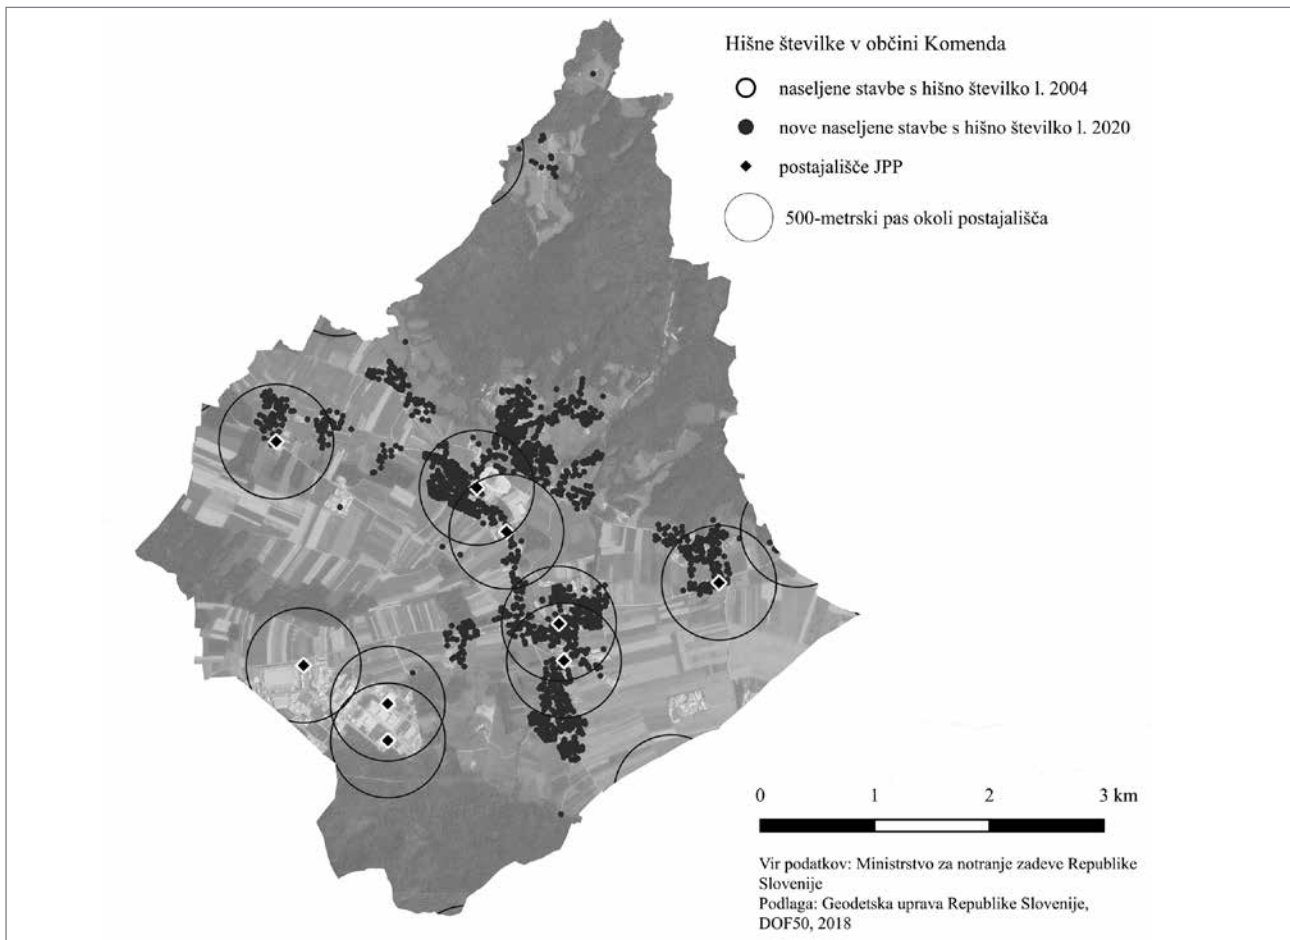 Hišne številke v občini Komenda
naseljene stavbe s hišno številko l. 2004
nove naseljene stavbe s hišno številko l. 2020
postajališče JPP
500-metrski pas okoli postajališča
0 1 2 3 km
Vir podatkov: Ministrstvo za notranje zadeve Republike
Slovenije
Podlaga: Geodetska uprava Republike Slovenije,
DOF50, 2018